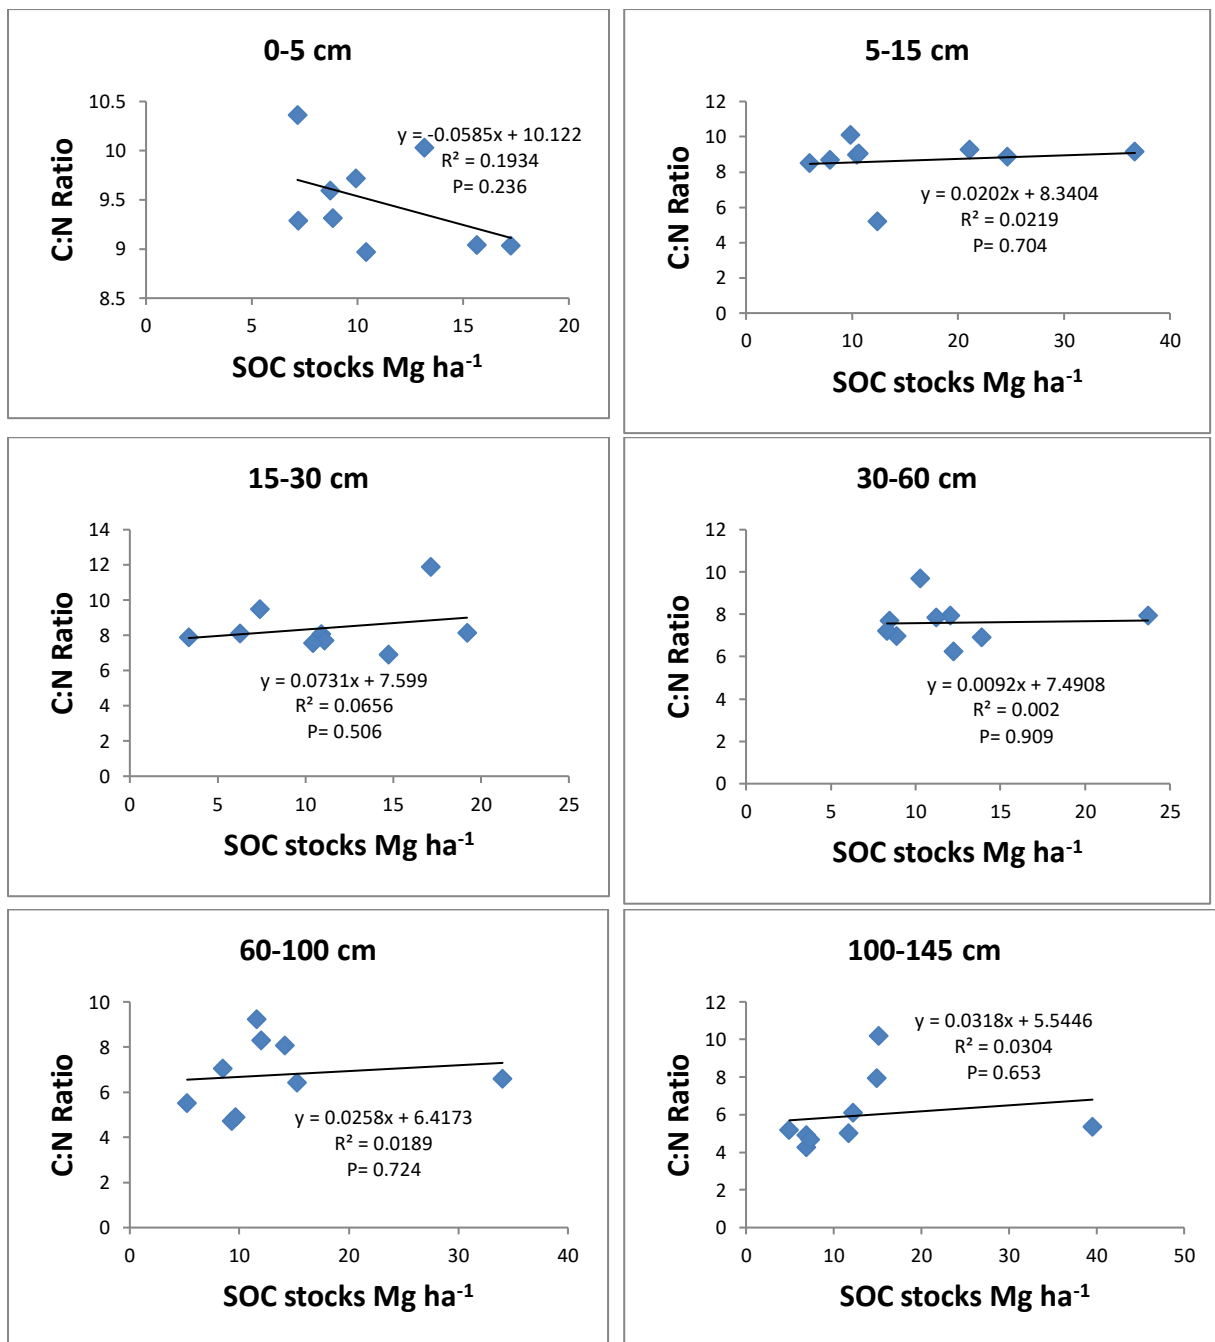 0-5 cm
C:N Ratio
10.5
10
9.5
9
8.5
y = -0.0585x + 10.122
R² = 0.1934
P= 0.236
0 5 10 15 20
SOC stocks Mg ha⁻¹
5-15 cm
C:N Ratio
12
10
8
6
4
2
0
y = 0.0202x + 8.3404
R² = 0.0219
P= 0.704
0 10 20 30 40
SOC stocks Mg ha⁻¹
15-30 cm
C:N Ratio
14
12
10
8
6
4
2
0
y = 0.0731x + 7.599
R² = 0.0656
P= 0.506
0 5 10 15 20 25
SOC stocks Mg ha⁻¹
30-60 cm
C:N Ratio
12
10
8
6
4
2
0
y = 0.0092x + 7.4908
R² = 0.002
P= 0.909
0 5 10 15 20 25
SOC stocks Mg ha⁻¹
60-100 cm
C:N Ratio
10
8
6
4
2
0
y = 0.0258x + 6.4173
R² = 0.0189
P= 0.724
0 10 20 30 40
SOC stocks Mg ha⁻¹
100-145 cm
C:N Ratio
12
10
8
6
4
2
0
y = 0.0318x + 5.5446
R² = 0.0304
P= 0.653
0 10 20 30 40 50
SOC stocks Mg ha⁻¹